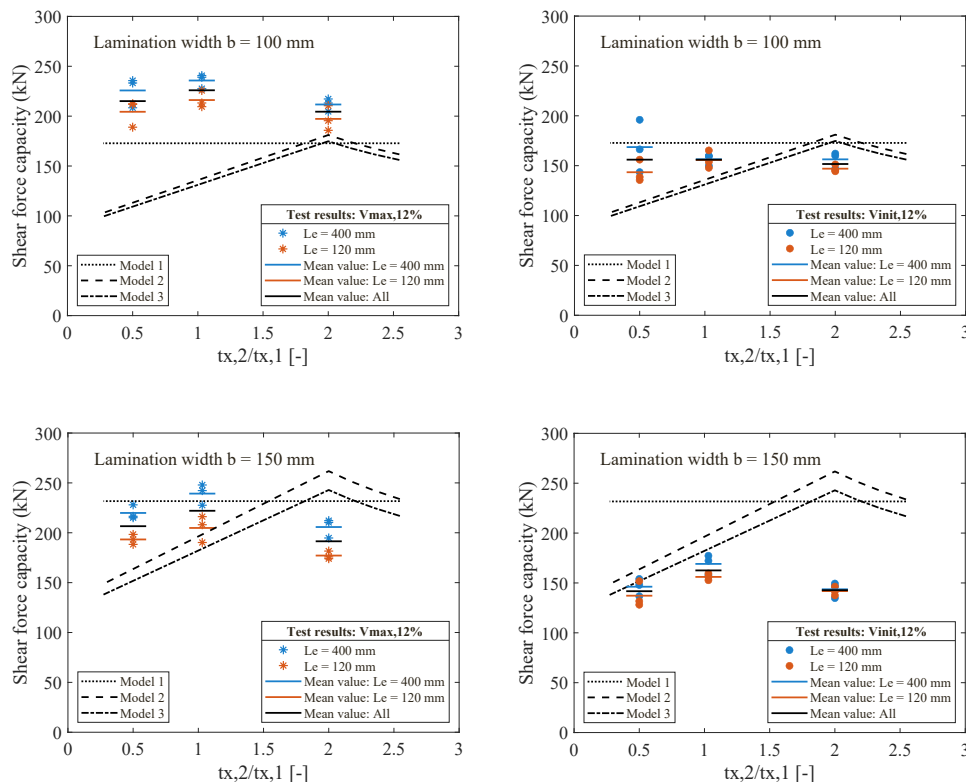 300
250
200
150
100
50
0
Shear force capacity (kN)
Lamination width b = 100 mm
Test results: Vmax,12%
Le = 400 mm
Le = 120 mm
Mean value: Le = 400 mm
Mean value: Le = 120 mm
Mean value: All
Model 1
Model 2
Model 3
0 0.5 1 1.5 2 2.5 3
tx,2/tx,1 [-]
300
250
200
150
100
50
0
Shear force capacity (kN)
Lamination width b = 100 mm
Test results: Vinit,12%
Le = 400 mm
Le = 120 mm
Mean value: Le = 400 mm
Mean value: Le = 120 mm
Mean value: All
Model 1
Model 2
Model 3
0 0.5 1 1.5 2 2.5 3
tx,2/tx,1 [-]
300
250
200
150
100
50
0
Shear force capacity (kN)
Lamination width b = 150 mm
Test results: Vmax,12%
Le = 400 mm
Le = 120 mm
Mean value: Le = 400 mm
Mean value: Le = 120 mm
Mean value: All
Model 1
Model 2
Model 3
0 0.5 1 1.5 2 2.5 3
tx,2/tx,1 [-]
300
250
200
150
100
50
0
Shear force capacity (kN)
Lamination width b = 150 mm
Test results: Vinit,12%
Le = 400 mm
Le = 120 mm
Mean value: Le = 400 mm
Mean value: Le = 120 mm
Mean value: All
Model 1
Model 2
Model 3
0 0.5 1 1.5 2 2.5 3
tx,2/tx,1 [-]